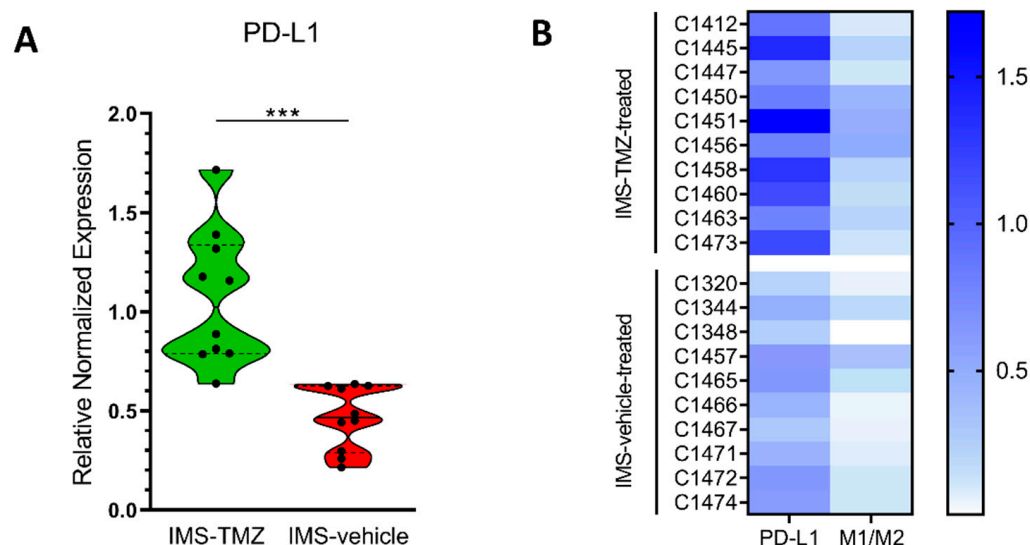 A
PD-L1
***
Relative Normalized Expression
2.0
1.5
1.0
0.5
0.0
IMS-TMZ
IMS-vehicle
B
IMS-TMZ-treated
C1412
C1445
C1447
C1450
C1451
C1456
C1458
C1460
C1463
C1473
IMS-vehicle-treated
C1320
C1344
C1348
C1457
C1465
C1466
C1467
C1471
C1472
C1474
PD-L1
M1/M2
1.5
1.0
0.5